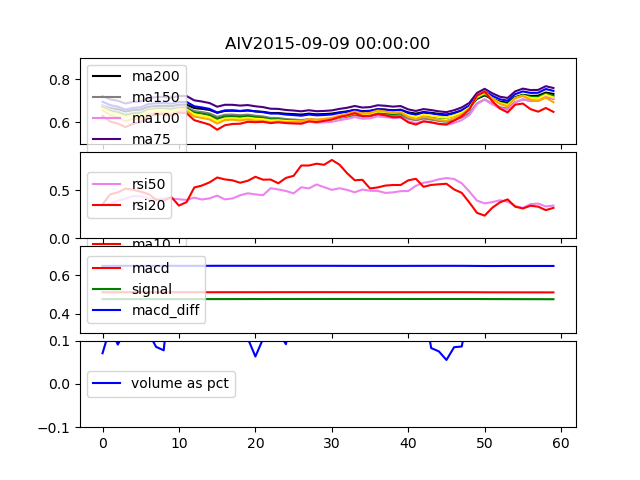 AIV2015-09-09 00:00:00
0.8
0.6
ma200
ma150
ma100
ma75
0.5
0.0
rsi50
rsi20
ma10
0.6
0.4
macd
signal
macd_diff
0.1
0.0
−0.1
volume as pct
0 10 20 30 40 50 60